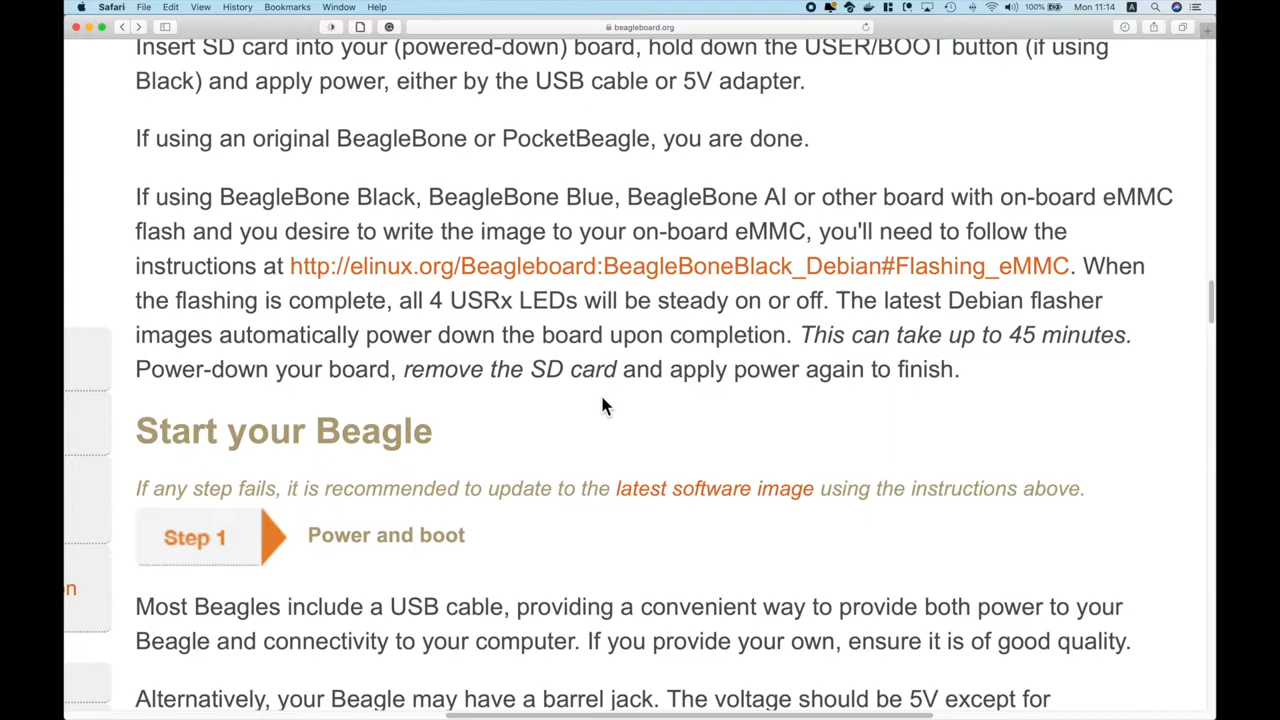 Safari File Edit View History Bookmarks Window Help 100% A Mon 11:14
beagleboard.org
Insert SD card into your (powered-down) board, hold down the USER/BOOT button (if using
Black) and apply power, either by the USB cable or 5V adapter.
If using an original BeagleBone or PocketBeagle, you are done.
If using BeagleBone Black, BeagleBone Blue, BeagleBone AI or other board with on-board eMMC
flash and you desire to write the image to your on-board eMMC, you'll need to follow the
instructions at http://elinux.org/Beagleboard:BeagleBoneBlack_Debian#Flashing_eMMC. When
the flashing is complete, all 4 USRx LEDs will be steady on or off. The latest Debian flasher
images automatically power down the board upon completion. This can take up to 45 minutes.
Power-down your board, remove the SD card and apply power again to finish.
Start your Beagle
If any step fails, it is recommended to update to the latest software image using the instructions above.
Step 1 Power and boot
on
Most Beagles include a USB cable, providing a convenient way to provide both power to your
Beagle and connectivity to your computer. If you provide your own, ensure it is of good quality.
Alternatively, your Beagle may have a barrel jack. The voltage should be 5V except for